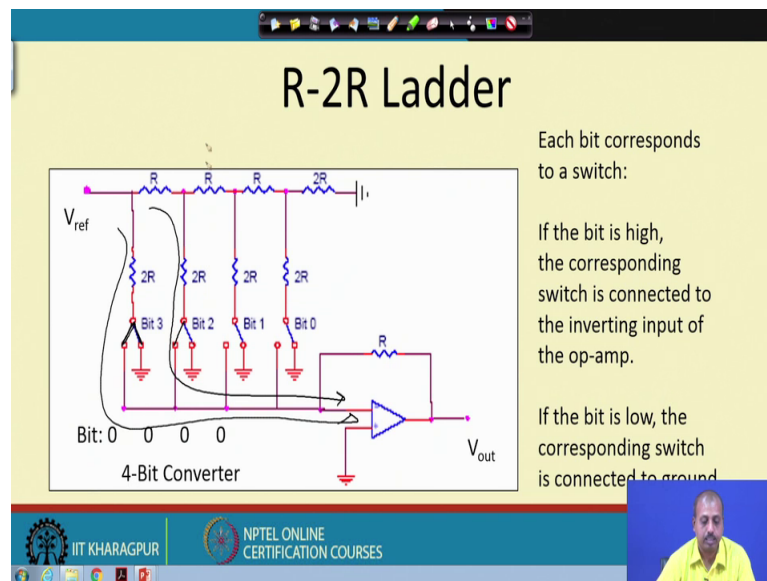 R-2R Ladder
Each bit corresponds
to a switch:
If the bit is high,
the corresponding
switch is connected to
the inverting input of
the op-amp.
If the bit is low, the
corresponding switch
is connected to ground
R
R
R
2R
Vref
2R
2R
2R
2R
Bit 3
Bit 2
Bit 1
Bit 0
R
Bit: 0 0 0 0
Vout
4-Bit Converter
IIT KHARAGPUR
NPTEL ONLINE
CERTIFICATION COURSES